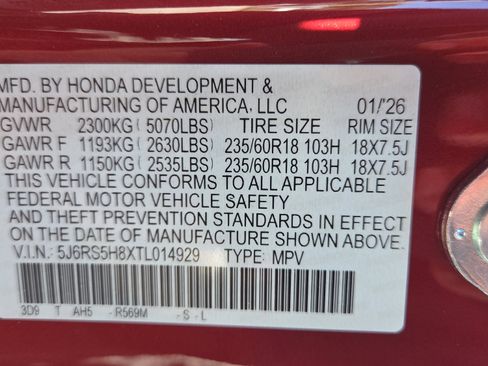 MFD. BY HONDA DEVELOPMENT &
MANUFACTURING OF AMERICA, LLC 01/'26
GVWR 2300KG (5070LBS) TIRE SIZE RIM SIZE
GAWR F 1193KG (2630LBS) 235/60R18 103H 18X7.5J
GAWR R 1150KG (2535LBS) 235/60R18 103H 18X7.5J
THIS VEHICLE CONFORMS TO ALL APPLICABLE
FEDERAL MOTOR VEHICLE SAFETY
AND THEFT PREVENTION STANDARDS IN EFFECT
ON THE DATE OF MANUFACTURE SHOWN ABOVE.
V.I.N.: 5J6RS5H8XTL014929 TYPE: MPV
3D9 T AH5 - R569M - S - L